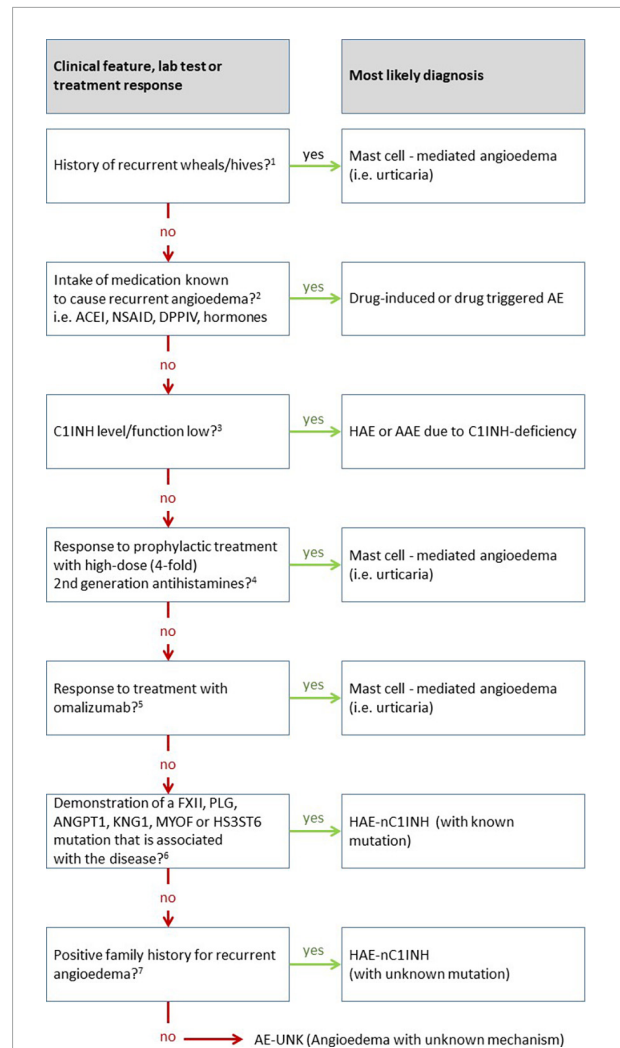 Clinical feature, lab test or
treatment response
Most likely diagnosis
History of recurrent wheals/hives?¹
yes
Mast cell - mediated angioedema
(i.e. urticaria)
no
Intake of medication known
to cause recurrent angioedema?²
i.e. ACEI, NSAID, DPPIV, hormones
yes
Drug-induced or drug triggered AE
no
C1INH level/function low?³
yes
HAE or AAE due to C1INH-deficiency
no
Response to prophylactic treatment
with high-dose (4-fold)
2nd generation antihistamines?⁴
yes
Mast cell - mediated angioedema
(i.e. urticaria)
no
Response to treatment with
omalizumab?⁵
yes
Mast cell - mediated angioedema
(i.e. urticaria)
no
Demonstration of a FXII, PLG,
ANGPT1, KNG1, MYOF or HS3ST6
mutation that is associated
with the disease?⁶
yes
HAE-nC1INH (with known
mutation)
no
Positive family history for recurrent
angioedema?⁷
yes
HAE-nC1INH
(with unknown mutation)
no
AE-UNK (Angioedema with unknown mechanism)